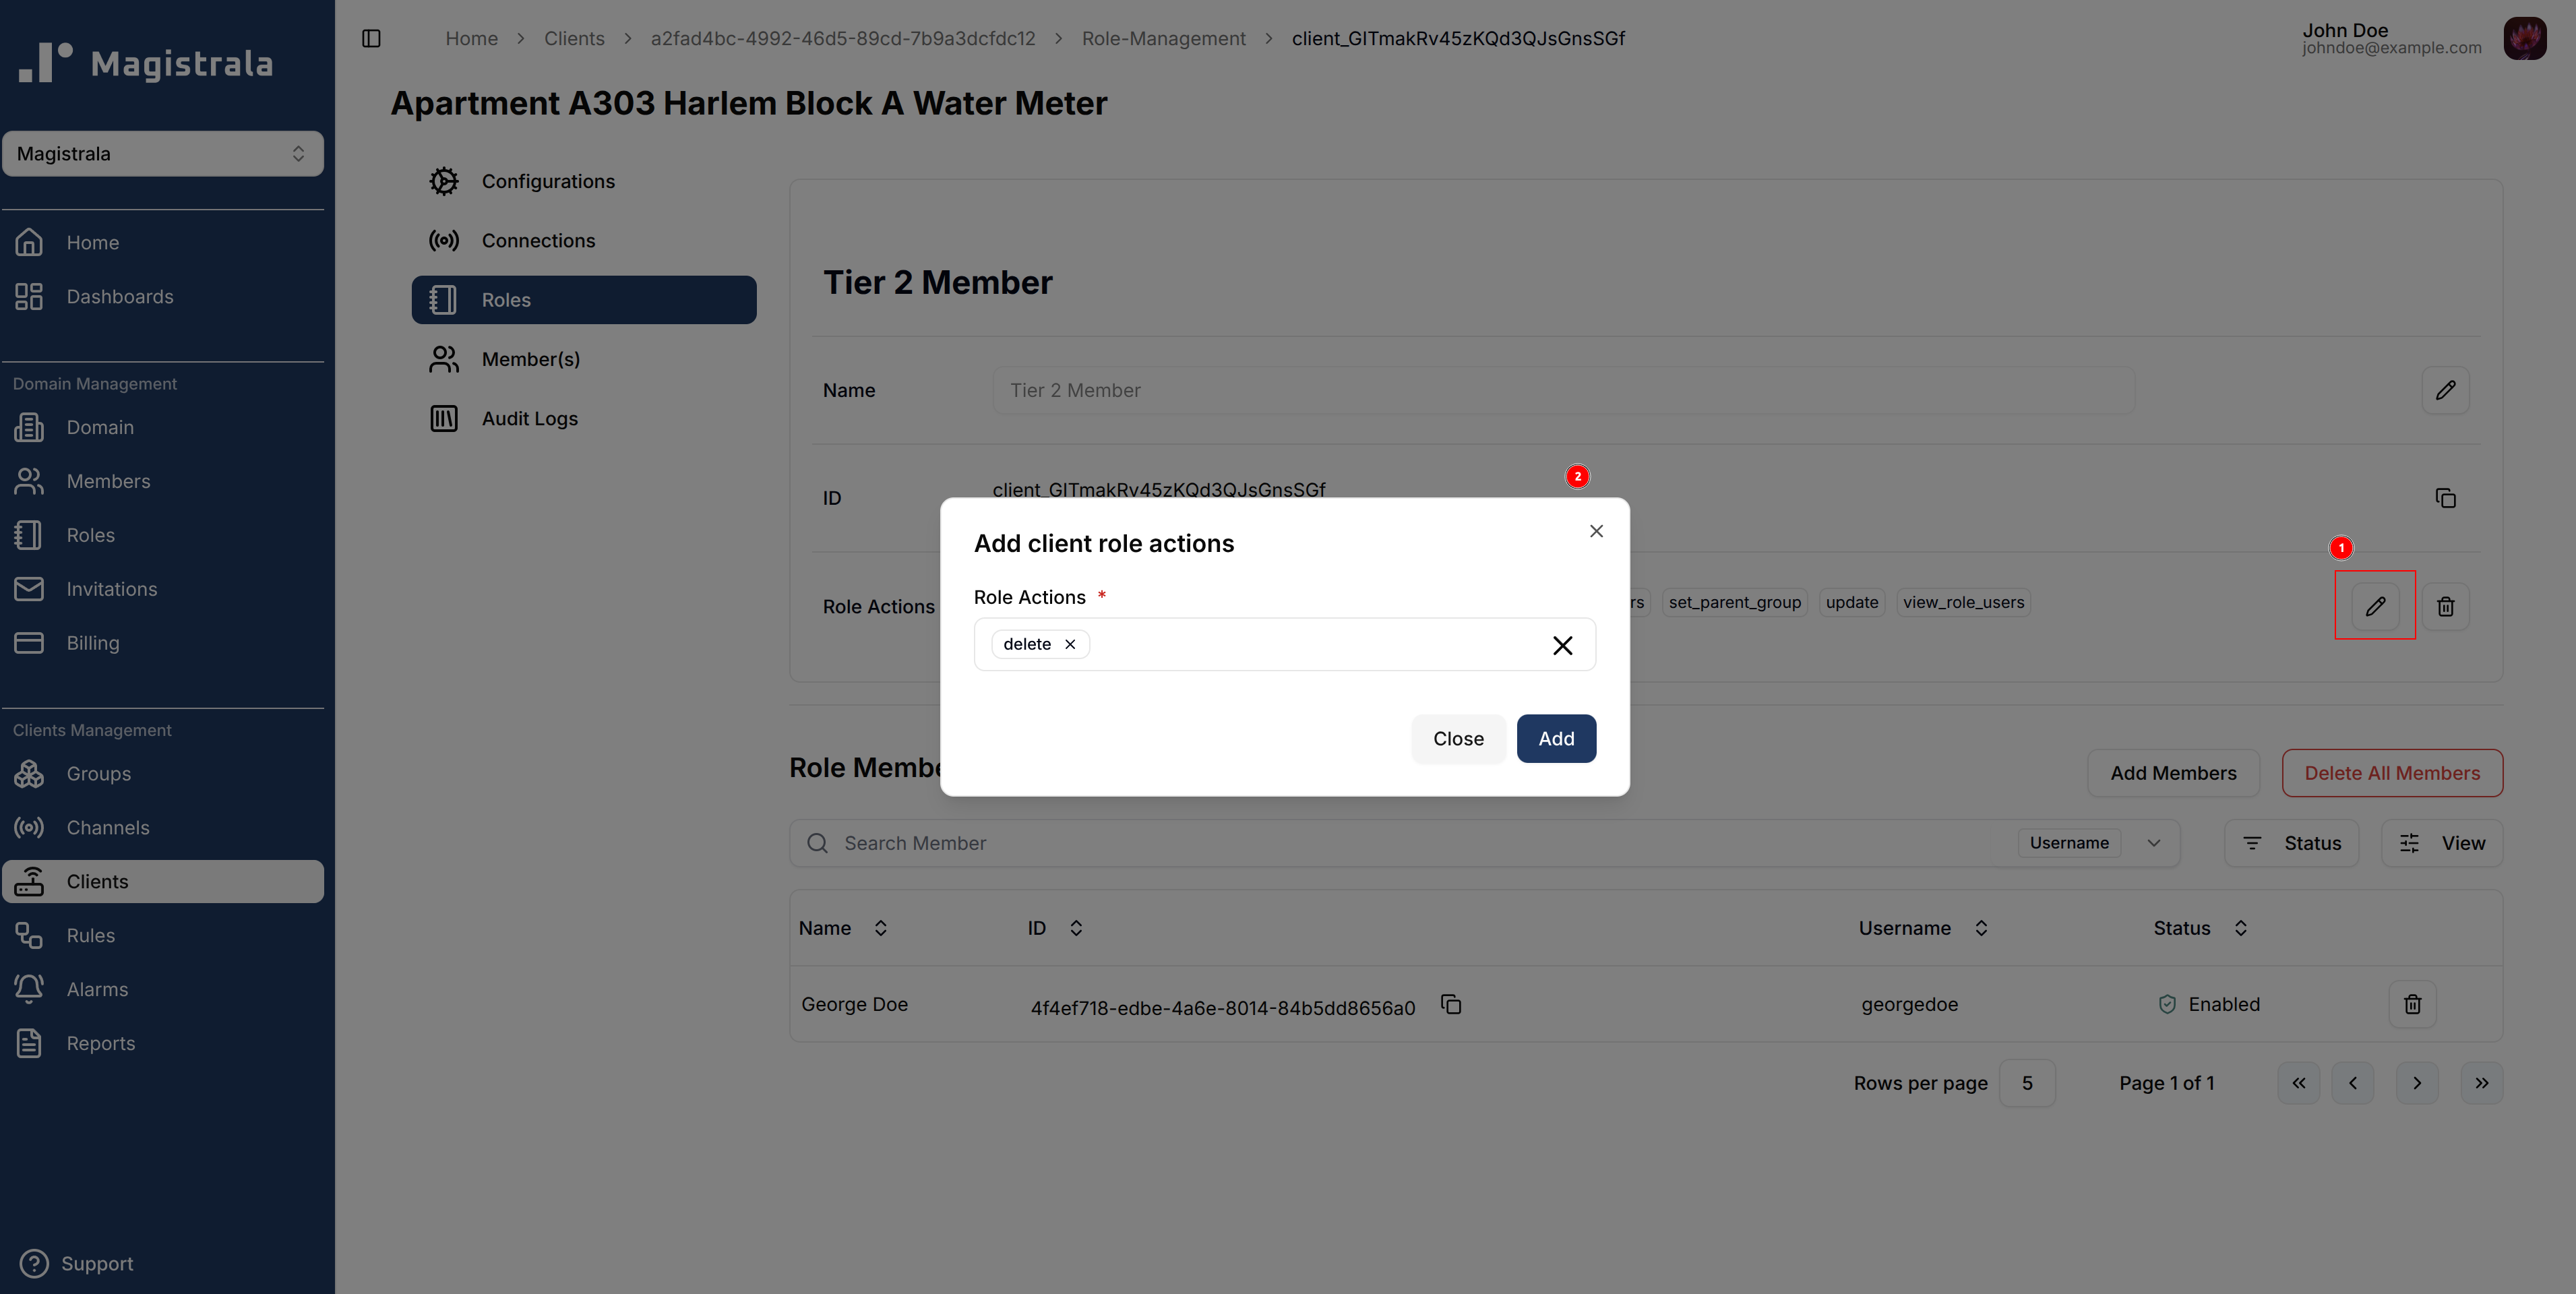 Magistrala
Magistrala
Home
Dashboards
Domain Management
Domain
Members
Roles
Invitations
Billing
Clients Management
Groups
Channels
Clients
Rules
Alarms
Reports
Support
Home > Clients > a2fad4bc-4992-46d5-89cd-7b9a3dcfdc12 > Role-Management > client_GITmakRv45zKQd3QJsGnsSGf
John Doe
johndoe@example.com
Apartment A303 Harlem Block A Water Meter
Configurations
Connections
Roles
Member(s)
Audit Logs
Tier 2 Member
Name
Tier 2 Member
ID
client_GITmakRv45zKQd3QJsGnsSGf
2
1
Role Actions
set_parent_group update view_role_users
Add client role actions
Role Actions *
delete
Close Add
Add Members Delete All Members
Search Member Username Status View
Name ID Username Status
George Doe 4f4ef718-edbe-4a6e-8014-84b5dd8656a0 georgedoe Enabled
Rows per page 5 Page 1 of 1